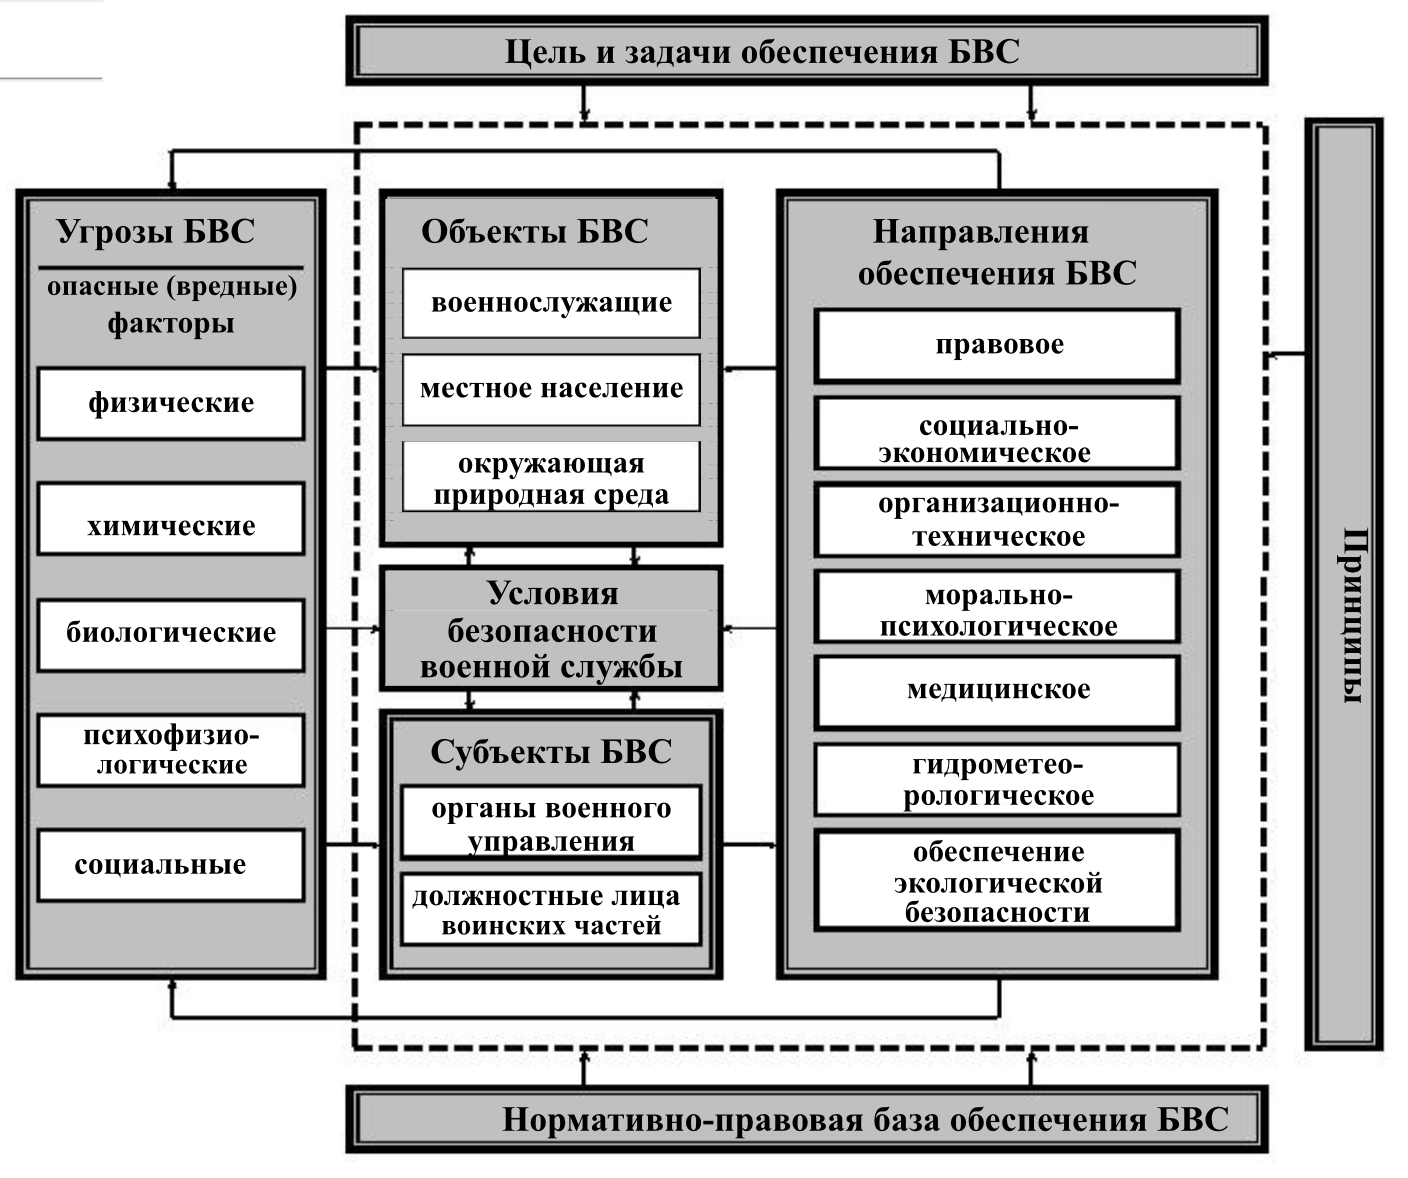 Цель и задачи обеспечения БВС
Угрозы БВС
опасные (вредные)
факторы
физические
химические
биологические
психофизио-
логические
социальные
Объекты БВС
военнослужащие
местное население
окружающая
природная среда
Условия
безопасности
военной службы
Субъекты БВС
органы военного
управления
должностные лица
воинских частей
Направления
обеспечения БВС
правовое
социально-
экономическое
организационно-
техническое
морально-
психологическое
медицинское
гидрометео-
рологическое
обеспечение
экологической
безопасности
Принципы
Нормативно-правовая база обеспечения БВС